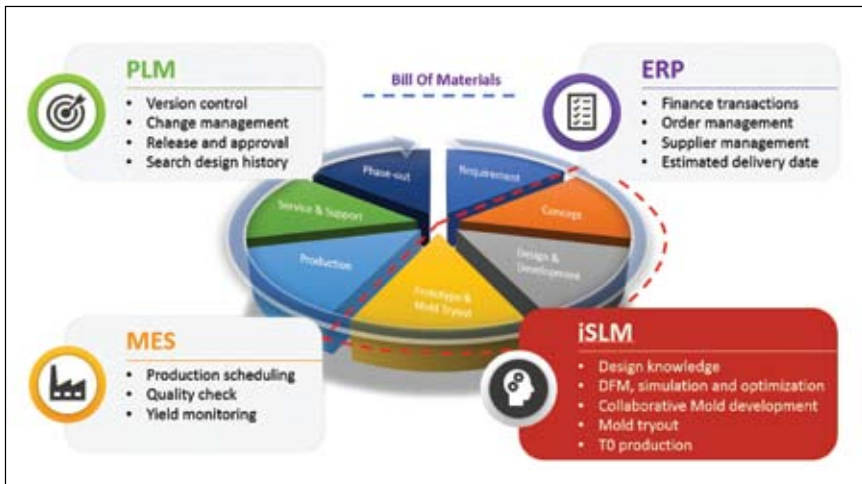 PLM
• Version control
• Change management
• Release and approval
• Search design history
Bill Of Materials
ERP
• Finance transactions
• Order management
• Supplier management
• Estimated delivery date
Phase-out
Requirement
Service & Support
Concept
Production
Design &
Development
Prototype &
Mold Tryout
MES
• Production scheduling
• Quality check
• Yield monitoring
iSLM
• Design knowledge
• DFM, simulation and optimization
• Collaborative Mold development
• Mold tryout
• T0 production